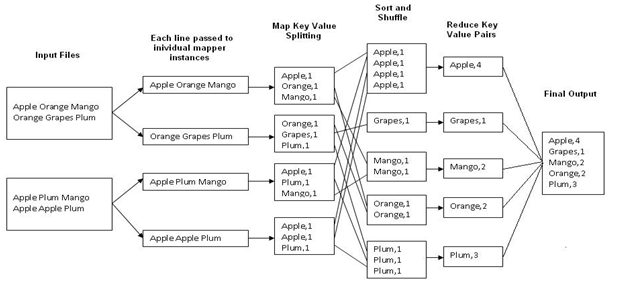 Input Files
Apple Orange Mango
Orange Grapes Plum
Apple Plum Mango
Apple Apple Plum
Each line passed to
inividual mapper
instances
Apple Orange Mango
Orange Grapes Plum
Apple Plum Mango
Apple Apple Plum
Map Key Value
Splitting
Apple,1
Orange,1
Mango,1
Orange,1
Grapes,1
Plum,1
Apple,1
Plum,1
Mango,1
Apple,1
Apple,1
Plum,1
Sort and
Shuffle
Apple,1
Apple,1
Apple,1
Apple,1
Grapes,1
Mango,1
Mango,1
Orange,1
Orange,1
Plum,1
Plum,1
Plum,1
Reduce Key
Value Pairs
Apple,4
Grapes,1
Mango,2
Orange,2
Plum,3
Final Output
Apple,4
Grapes,1
Mango,2
Orange,2
Plum,3